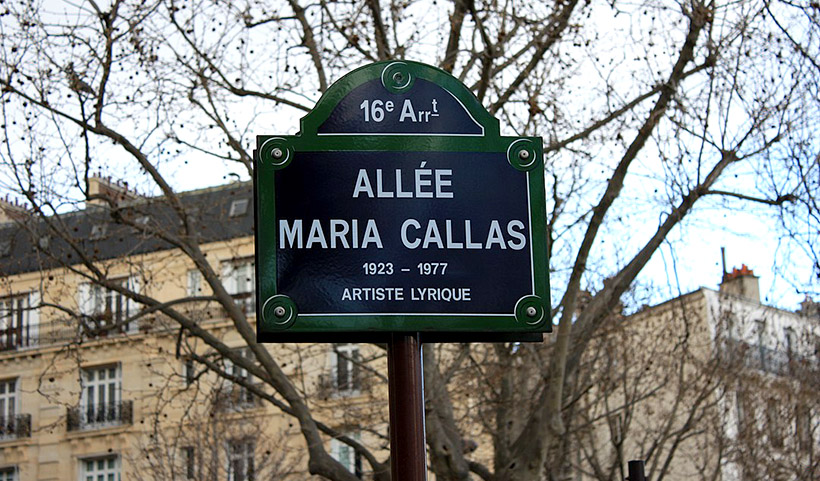 16e Arrt
ALLÉE
MARIA CALLAS
1923 – 1977
ARTISTE LYRIQUE